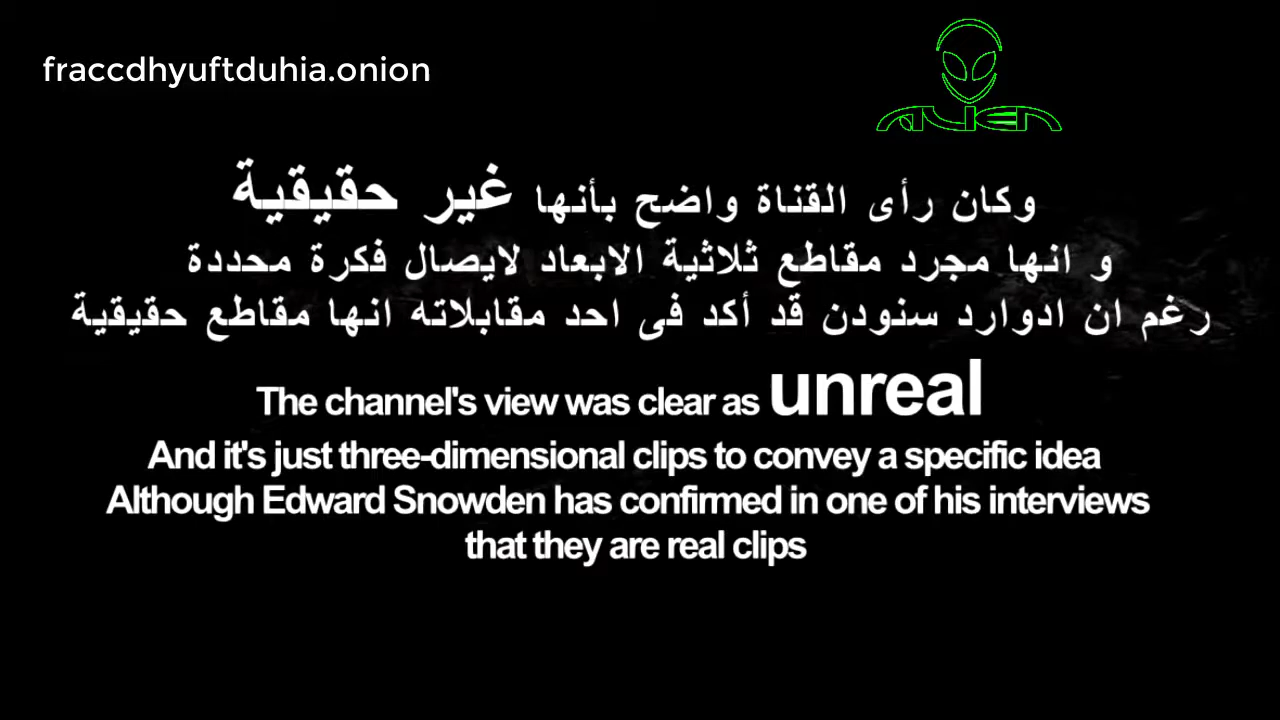 fraccdhyuftduhia.onion
ALIEN
وكان رأى القناة واضح بأنها غير حقيقية
و انها مجرد مقاطع ثلاثية الابعاد لايصال فكرة محددة
رغم ان ادوارد سنودن قد أكد فى احد مقابلاته انها مقاطع حقيقية
The channel's view was clear as unreal
And it's just three-dimensional clips to convey a specific idea
Although Edward Snowden has confirmed in one of his interviews
that they are real clips